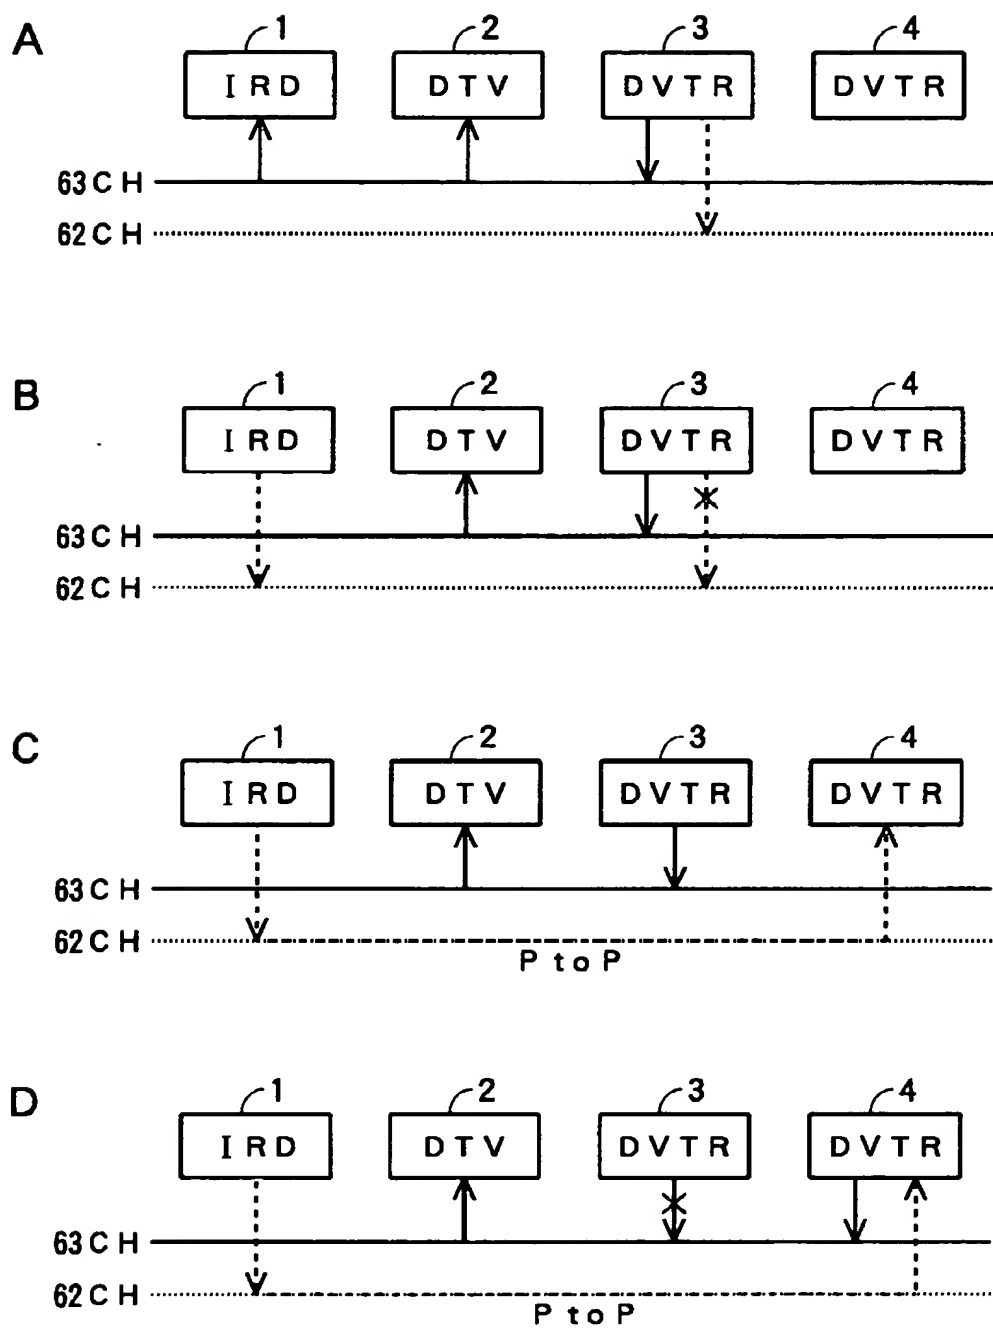 A
1 2 3 4
IRD DTV DVTR DVTR
63CH
62CH
B
1 2 3 4
IRD DTV DVTR DVTR
63CH
62CH
C
1 2 3 4
IRD DTV DVTR DVTR
63CH
62CH
P to P
D
1 2 3 4
IRD DTV DVTR DVTR
63CH
62CH
P to P